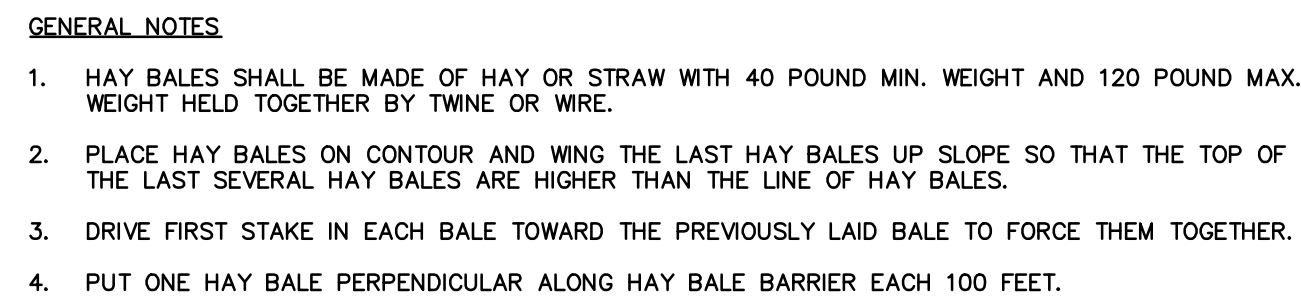 GENERAL NOTES
1. HAY BALES SHALL BE MADE OF HAY OR STRAW WITH 40 POUND MIN. WEIGHT AND 120 POUND MAX.
WEIGHT HELD TOGETHER BY TWINE OR WIRE.
2. PLACE HAY BALES ON CONTOUR AND WING THE LAST HAY BALES UP SLOPE SO THAT THE TOP OF
THE LAST SEVERAL HAY BALES ARE HIGHER THAN THE LINE OF HAY BALES.
3. DRIVE FIRST STAKE IN EACH BALE TOWARD THE PREVIOUSLY LAID BALE TO FORCE THEM TOGETHER.
4. PUT ONE HAY BALE PERPENDICULAR ALONG HAY BALE BARRIER EACH 100 FEET.